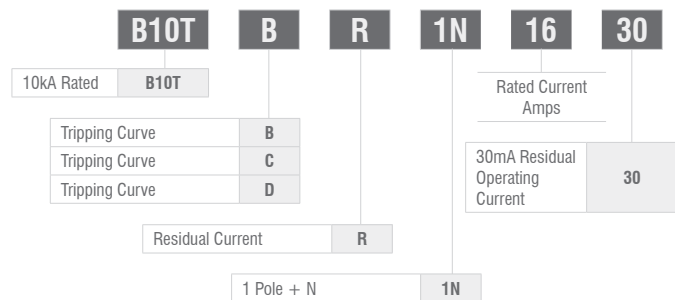 B10T B R 1N 16 30
10kA Rated B10T
Rated Current
Amps
Tripping Curve B
Tripping Curve C
Tripping Curve D
30mA Residual
Operating
Current
30
Residual Current R
1 Pole + N 1N